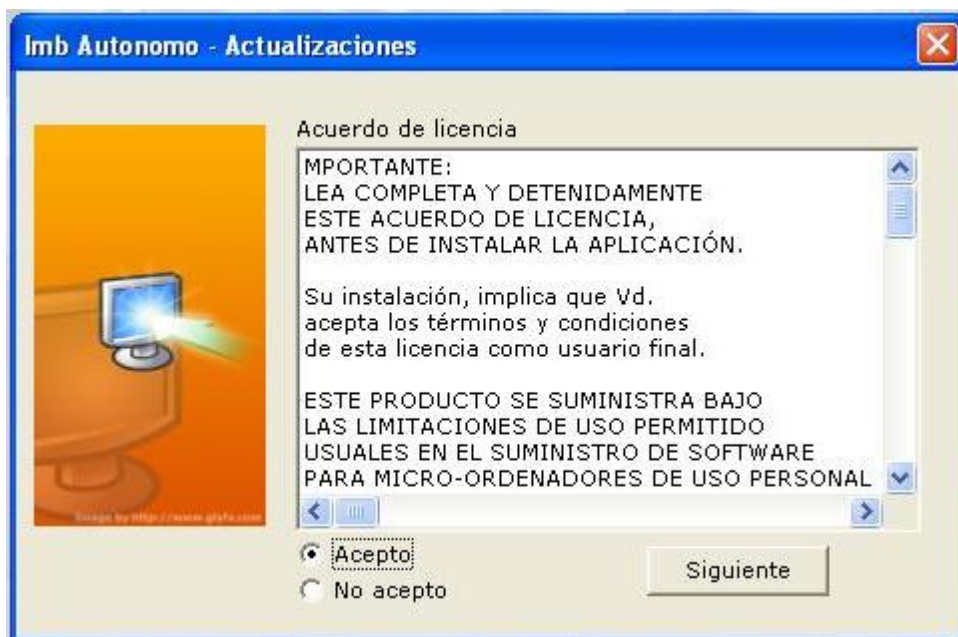 Imb Autonomo - Actualizaciones
Acuerdo de licencia
MPORTANTE:
LEA COMPLETA Y DETENIDAMENTE
ESTE ACUERDO DE LICENCIA,
ANTES DE INSTALAR LA APLICACIÓN.
Su instalación, implica que Vd.
acepta los términos y condiciones
de esta licencia como usuario final.
ESTE PRODUCTO SE SUMINISTRA BAJO
LAS LIMITACIONES DE USO PERMITIDO
USUALES EN EL SUMINISTRO DE SOFTWARE
PARA MICRO-ORDENADORES DE USO PERSONAL
Image by
Acepto
No acepto
Siguiente